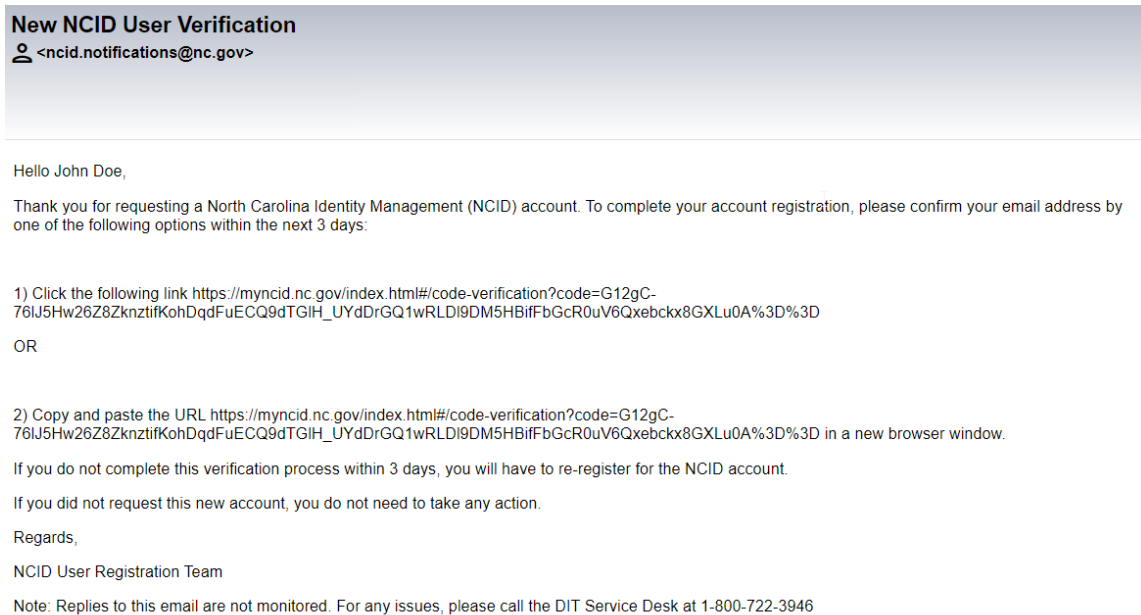 New NCID User Verification
<ncid.notifications@nc.gov>
Hello John Doe,
Thank you for requesting a North Carolina Identity Management (NCID) account. To complete your account registration, please confirm your email address by
one of the following options within the next 3 days:
1) Click the following link https://myncid.nc.gov/index.html#/code-verification?code=G12gC-
76lJ5Hw26Z8ZknztifKohDqdFuECQ9dTGlH_UYdDrGQ1wRLDl9DM5HBifFbGcR0uV6Qxebckx8GXLu0A%3D%3D
OR
2) Copy and paste the URL https://myncid.nc.gov/index.html#/code-verification?code=G12gC-
76lJ5Hw26Z8ZknztifKohDqdFuECQ9dTGlH_UYdDrGQ1wRLDl9DM5HBifFbGcR0uV6Qxebckx8GXLu0A%3D%3D in a new browser window.
If you do not complete this verification process within 3 days, you will have to re-register for the NCID account.
If you did not request this new account, you do not need to take any action.
Regards,
NCID User Registration Team
Note: Replies to this email are not monitored. For any issues, please call the DIT Service Desk at 1-800-722-3946